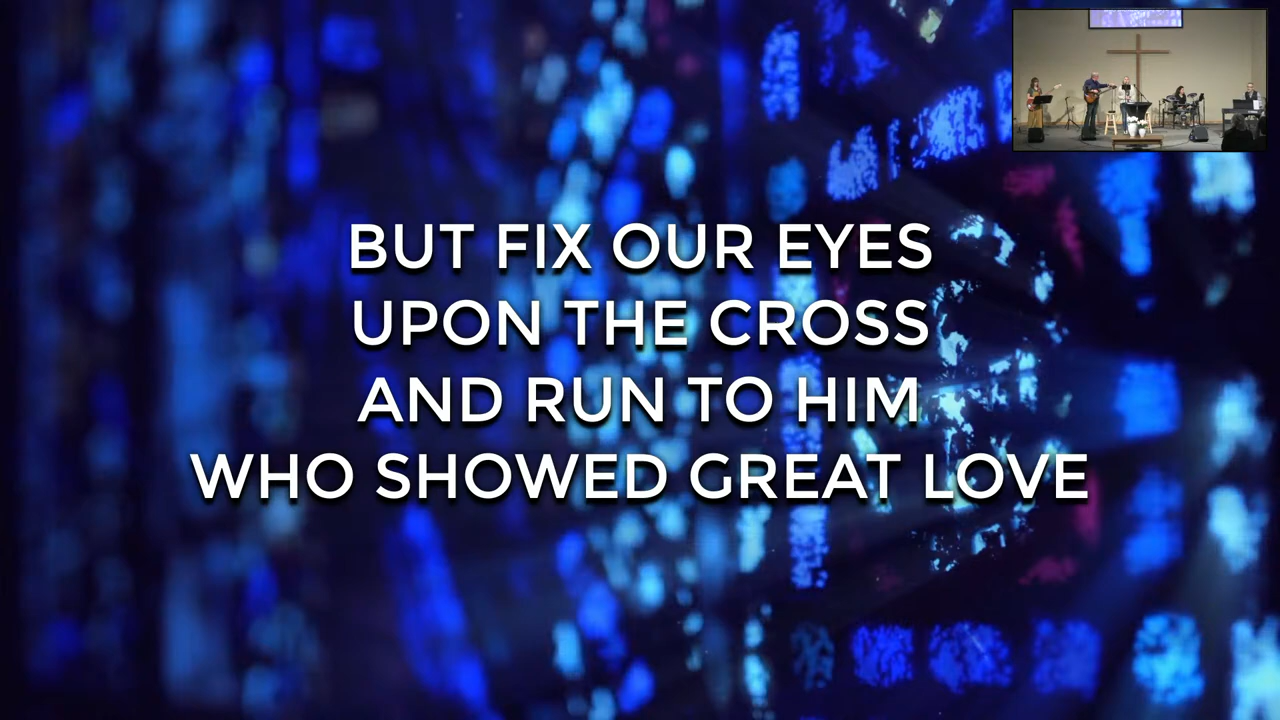 BUT FIX OUR EYES
UPON THE CROSS
AND RUN TO HIM
WHO SHOWED GREAT LOVE